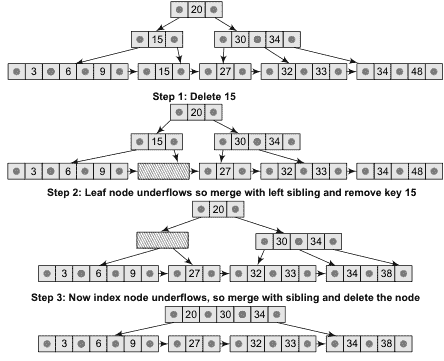 20
15 30 34
3 6 9 15 27 32 33 34 48
Step 1: Delete 15
20
15 30 34
3 6 9 27 32 33 34 48
Step 2: Leaf node underflows so merge with left sibling and remove key 15
20
30 34
3 6 9 27 32 33 34 38
Step 3: Now index node underflows, so merge with sibling and delete the node
20 30 34
3 6 9 27 32 33 34 38